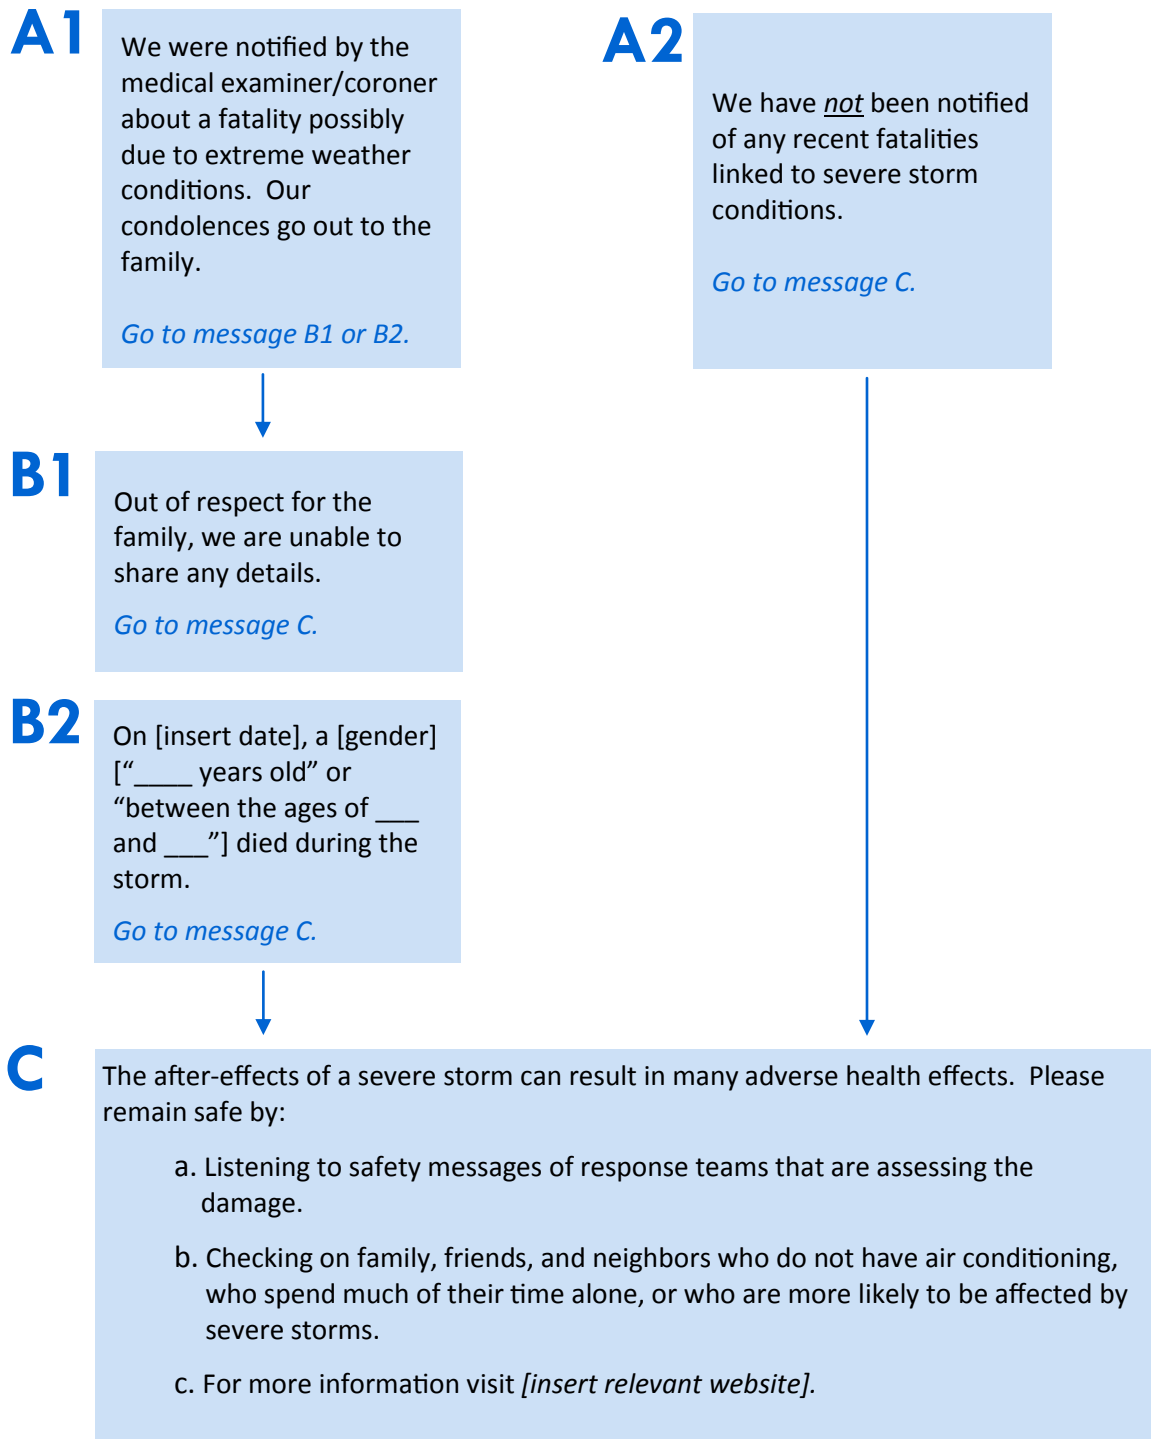 A1
We were notified by the
medical examiner/coroner
about a fatality possibly
due to extreme weather
conditions.  Our
condolences go out to the
family.
Go to message B1 or B2.
A2
We have not been notified
of any recent fatalities
linked to severe storm
conditions.
Go to message C.
B1
Out of respect for the
family, we are unable to
share any details.
Go to message C.
B2
On [insert date], a [gender]
[“____ years old” or
“between the ages of ___
and ___”] died during the
storm.
Go to message C.
C
The after-effects of a severe storm can result in many adverse health effects.  Please
remain safe by:
a. Listening to safety messages of response teams that are assessing the
damage.
b. Checking on family, friends, and neighbors who do not have air conditioning,
who spend much of their time alone, or who are more likely to be affected by
severe storms.
c. For more information visit [insert relevant website].